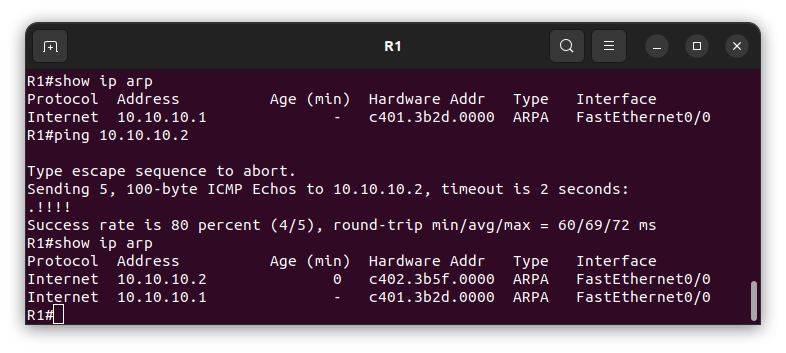 R1
R1#show ip arp
Protocol  Address          Age (min)  Hardware Addr   Type   Interface
Internet  10.10.10.1              -   c401.3b2d.0000  ARPA   FastEthernet0/0
R1#ping 10.10.10.2

Type escape sequence to abort.
Sending 5, 100-byte ICMP Echos to 10.10.10.2, timeout is 2 seconds:
.!!!!
Success rate is 80 percent (4/5), round-trip min/avg/max = 60/69/72 ms
R1#show ip arp
Protocol  Address          Age (min)  Hardware Addr   Type   Interface
Internet  10.10.10.2              0   c402.3b5f.0000  ARPA   FastEthernet0/0
Internet  10.10.10.1              -   c401.3b2d.0000  ARPA   FastEthernet0/0
R1#